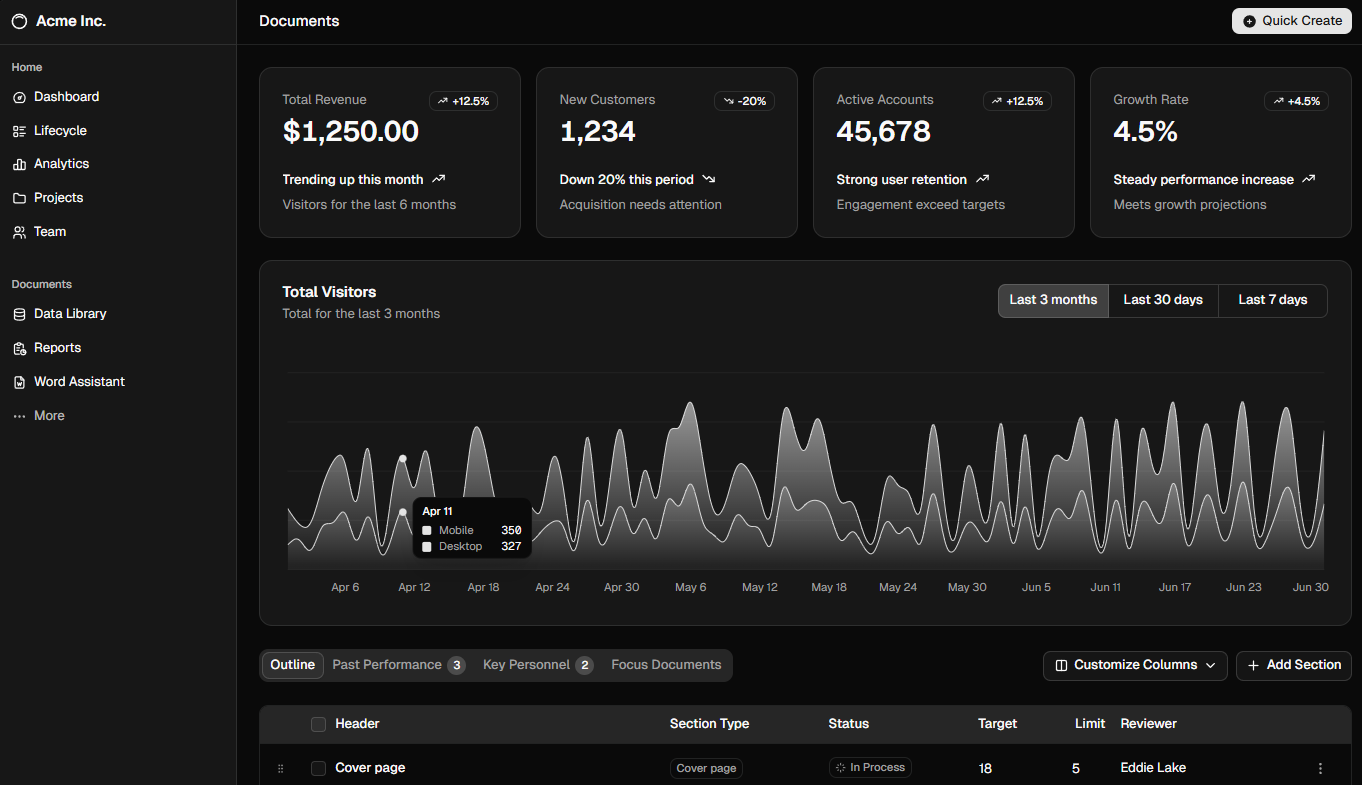 Acme Inc.
Documents
Quick Create
Home
Dashboard
Lifecycle
Analytics
Projects
Team
Documents
Data Library
Reports
Word Assistant
More
Total Revenue
+12.5%
$1,250.00
Trending up this month
Visitors for the last 6 months
New Customers
-20%
1,234
Down 20% this period
Acquisition needs attention
Active Accounts
+12.5%
45,678
Strong user retention
Engagement exceed targets
Growth Rate
+4.5%
4.5%
Steady performance increase
Meets growth projections
Total Visitors
Total for the last 3 months
Last 3 months
Last 30 days
Last 7 days
Apr 11
Mobile 350
Desktop 327
Apr 6 Apr 12 Apr 18 Apr 24 Apr 30 May 6 May 12 May 18 May 24 May 30 Jun 5 Jun 11 Jun 17 Jun 23 Jun 30
Outline
Past Performance 3
Key Personnel 2
Focus Documents
Customize Columns
Add Section
Header Section Type Status Target Limit Reviewer
Cover page Cover page In Process 18 5 Eddie Lake